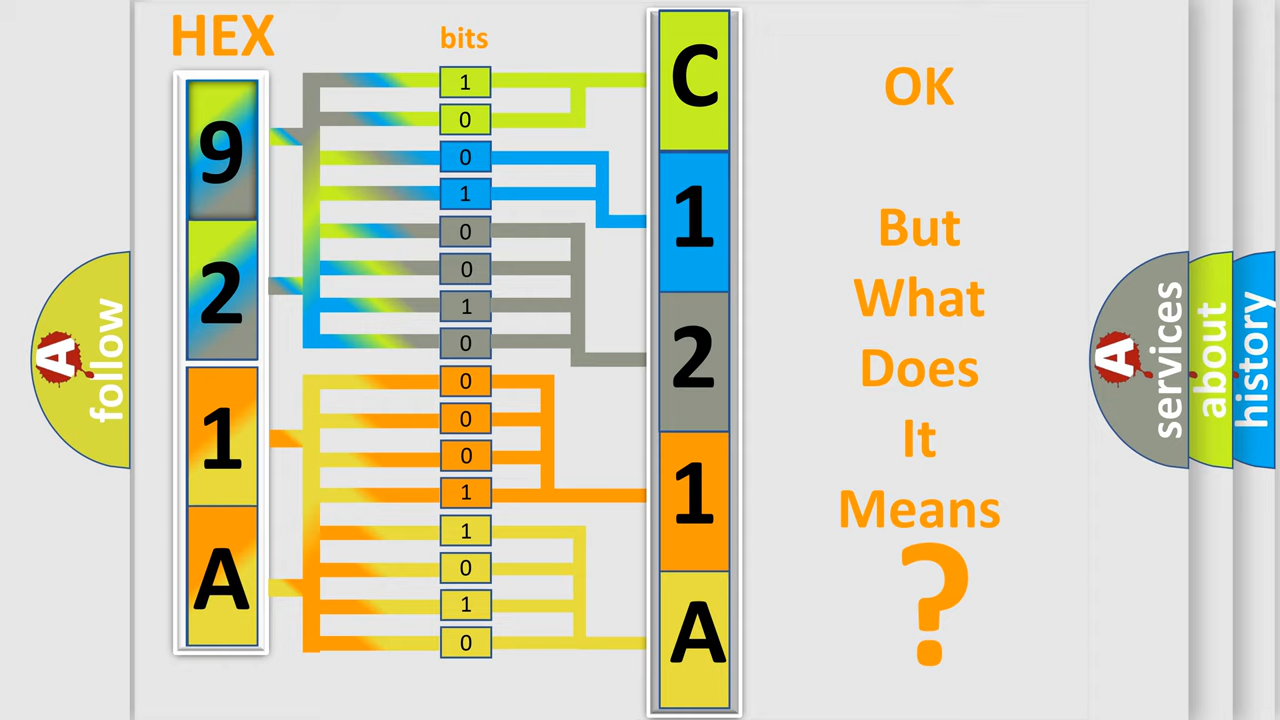 HEX
bits
9
2
1
A
1
0
0
1
0
0
1
0
0
0
0
1
1
0
1
0
C
1
2
1
A
OK
But
What
Does
It
Means
?
A
follow
A
services
about
history